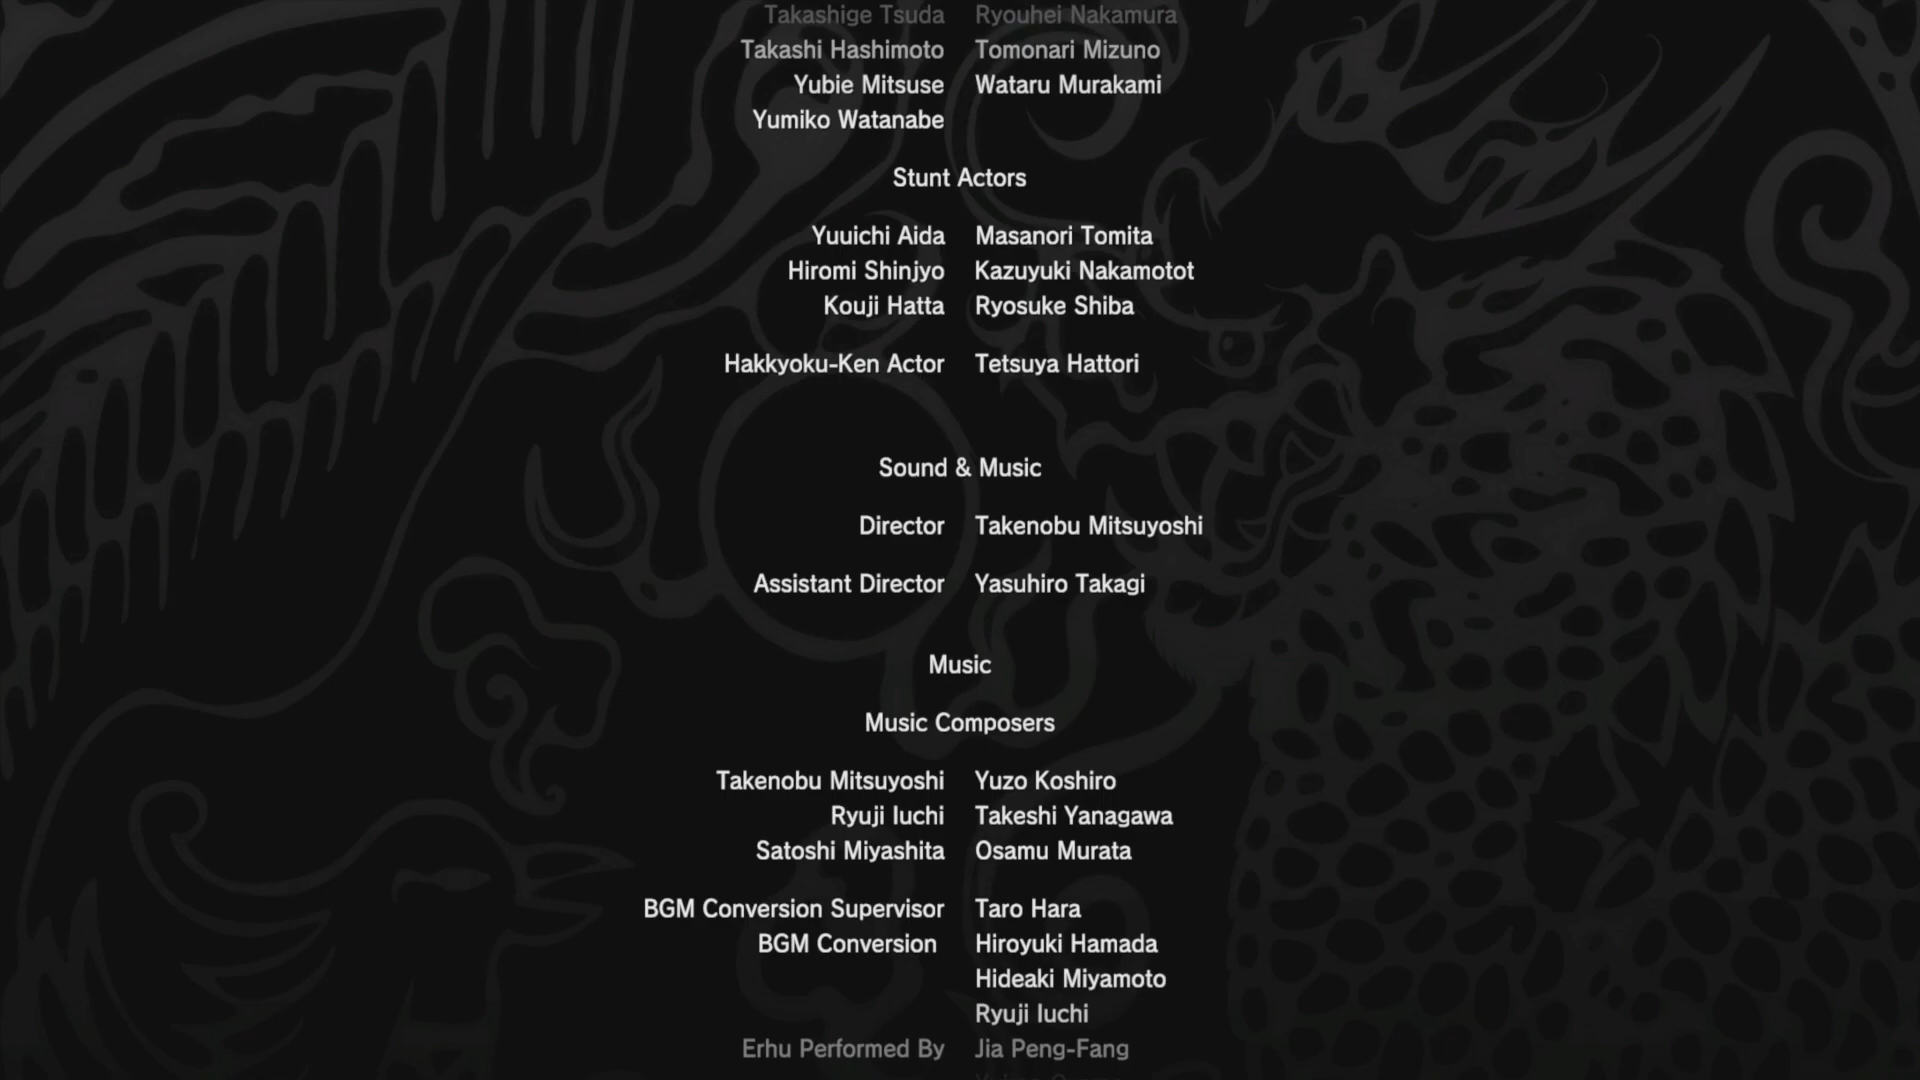 Takashige Tsuda Ryouhei Nakamura
Takashi Hashimoto Tomonari Mizuno
Yubie Mitsuse Wataru Murakami
Yumiko Watanabe
Stunt Actors
Yuuichi Aida Masanori Tomita
Hiromi Shinjyo Kazuyuki Nakamotot
Kouji Hatta Ryosuke Shiba
Hakkyoku-Ken Actor Tetsuya Hattori
Sound & Music
Director Takenobu Mitsuyoshi
Assistant Director Yasuhiro Takagi
Music
Music Composers
Takenobu Mitsuyoshi Yuzo Koshiro
Ryuji Iuchi Takeshi Yanagawa
Satoshi Miyashita Osamu Murata
BGM Conversion Supervisor Taro Hara
BGM Conversion Hiroyuki Hamada
Hideaki Miyamoto
Ryuji Iuchi
Erhu Performed By Jia Peng-Fang